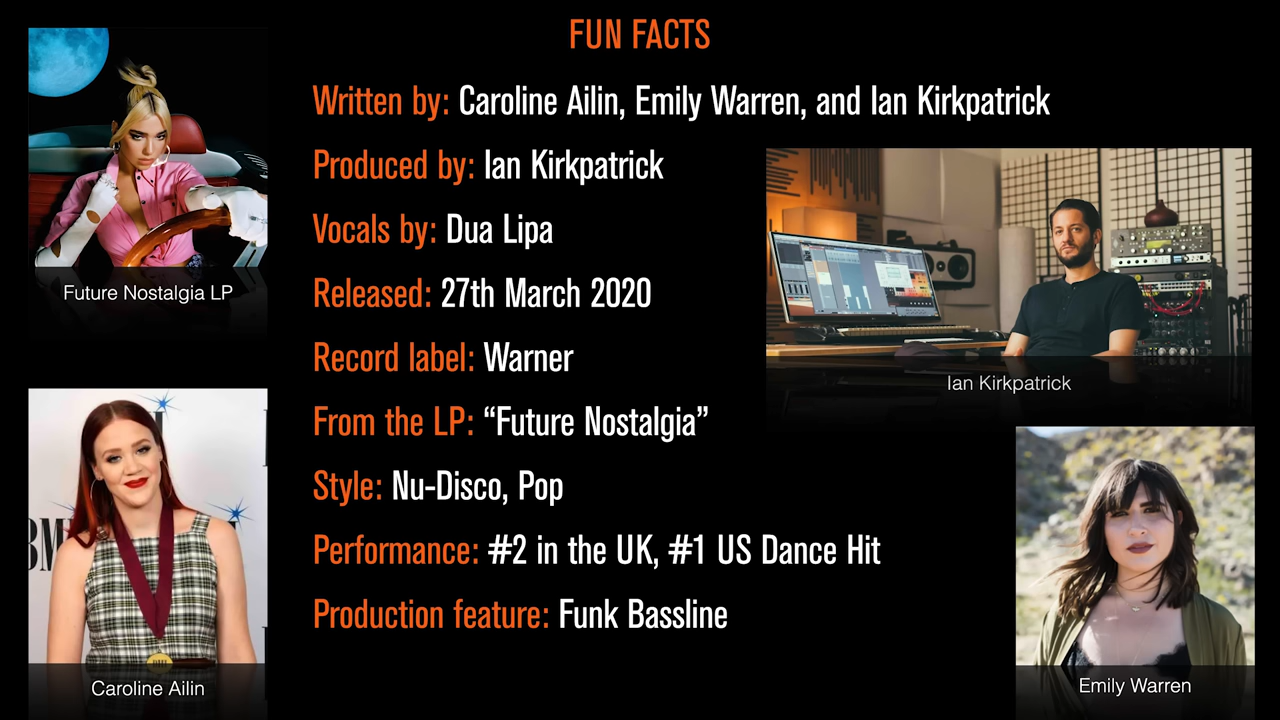 FUN FACTS
Written by: Caroline Ailin, Emily Warren, and Ian Kirkpatrick
Produced by: Ian Kirkpatrick
Vocals by: Dua Lipa
Released: 27th March 2020
Record label: Warner
From the LP: “Future Nostalgia”
Style: Nu-Disco, Pop
Performance: #2 in the UK, #1 US Dance Hit
Production feature: Funk Bassline
Future Nostalgia LP
Caroline Ailin
Ian Kirkpatrick
Emily Warren